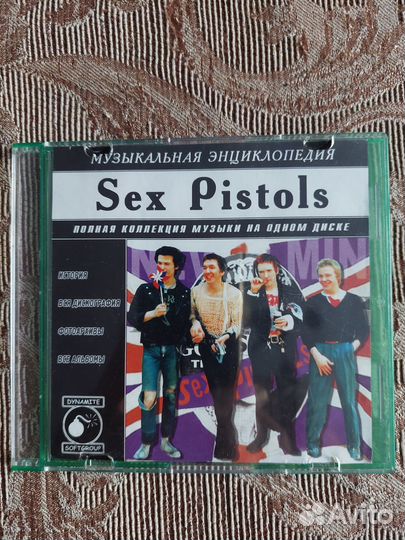 МУЗЫКАЛЬНАЯ ЭНЦИКЛОПЕДИЯ
Sex Pistols
ПОЛНАЯ КОЛЛЕКЦИЯ МУЗЫКИ НА ОДНОМ ДИСКЕ
ИСТОРИЯ
ВСЯ ДИСКОГРАФИЯ
ФОТОАРХИВЫ
ВСЕ АЛЬБОМЫ
DYNAMITE
SOFTGROUP
Avito